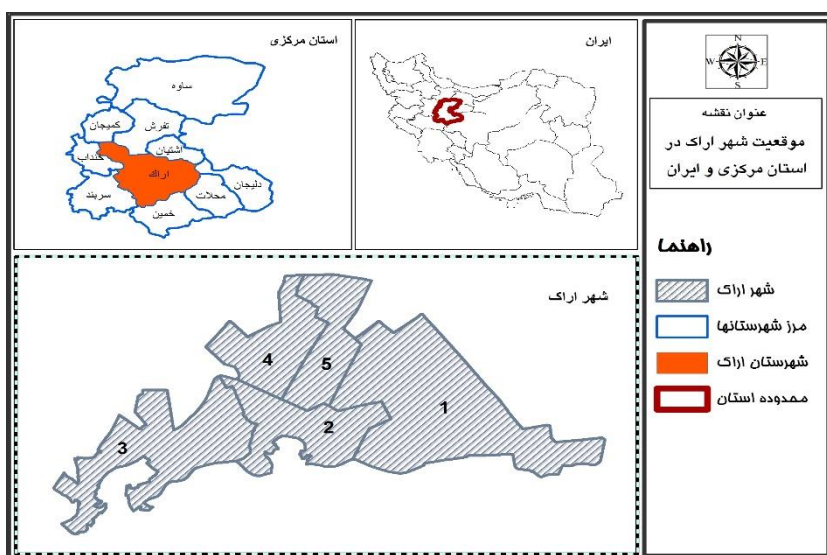 استان مرکزی
ساوه
کمیجان
تفرش
آشتیان
خنداب
اراک
دلیجان
محلات
سربند
خمین
ایران
N
W E
S
عنوان نقشه
موقعیت شهر اراک در
استان مرکزی و ایران
راهنما
شهر اراک
مرز شهرستانها
شهرستان اراک
محدوده استان
شهر اراک
4
5
1
2
3